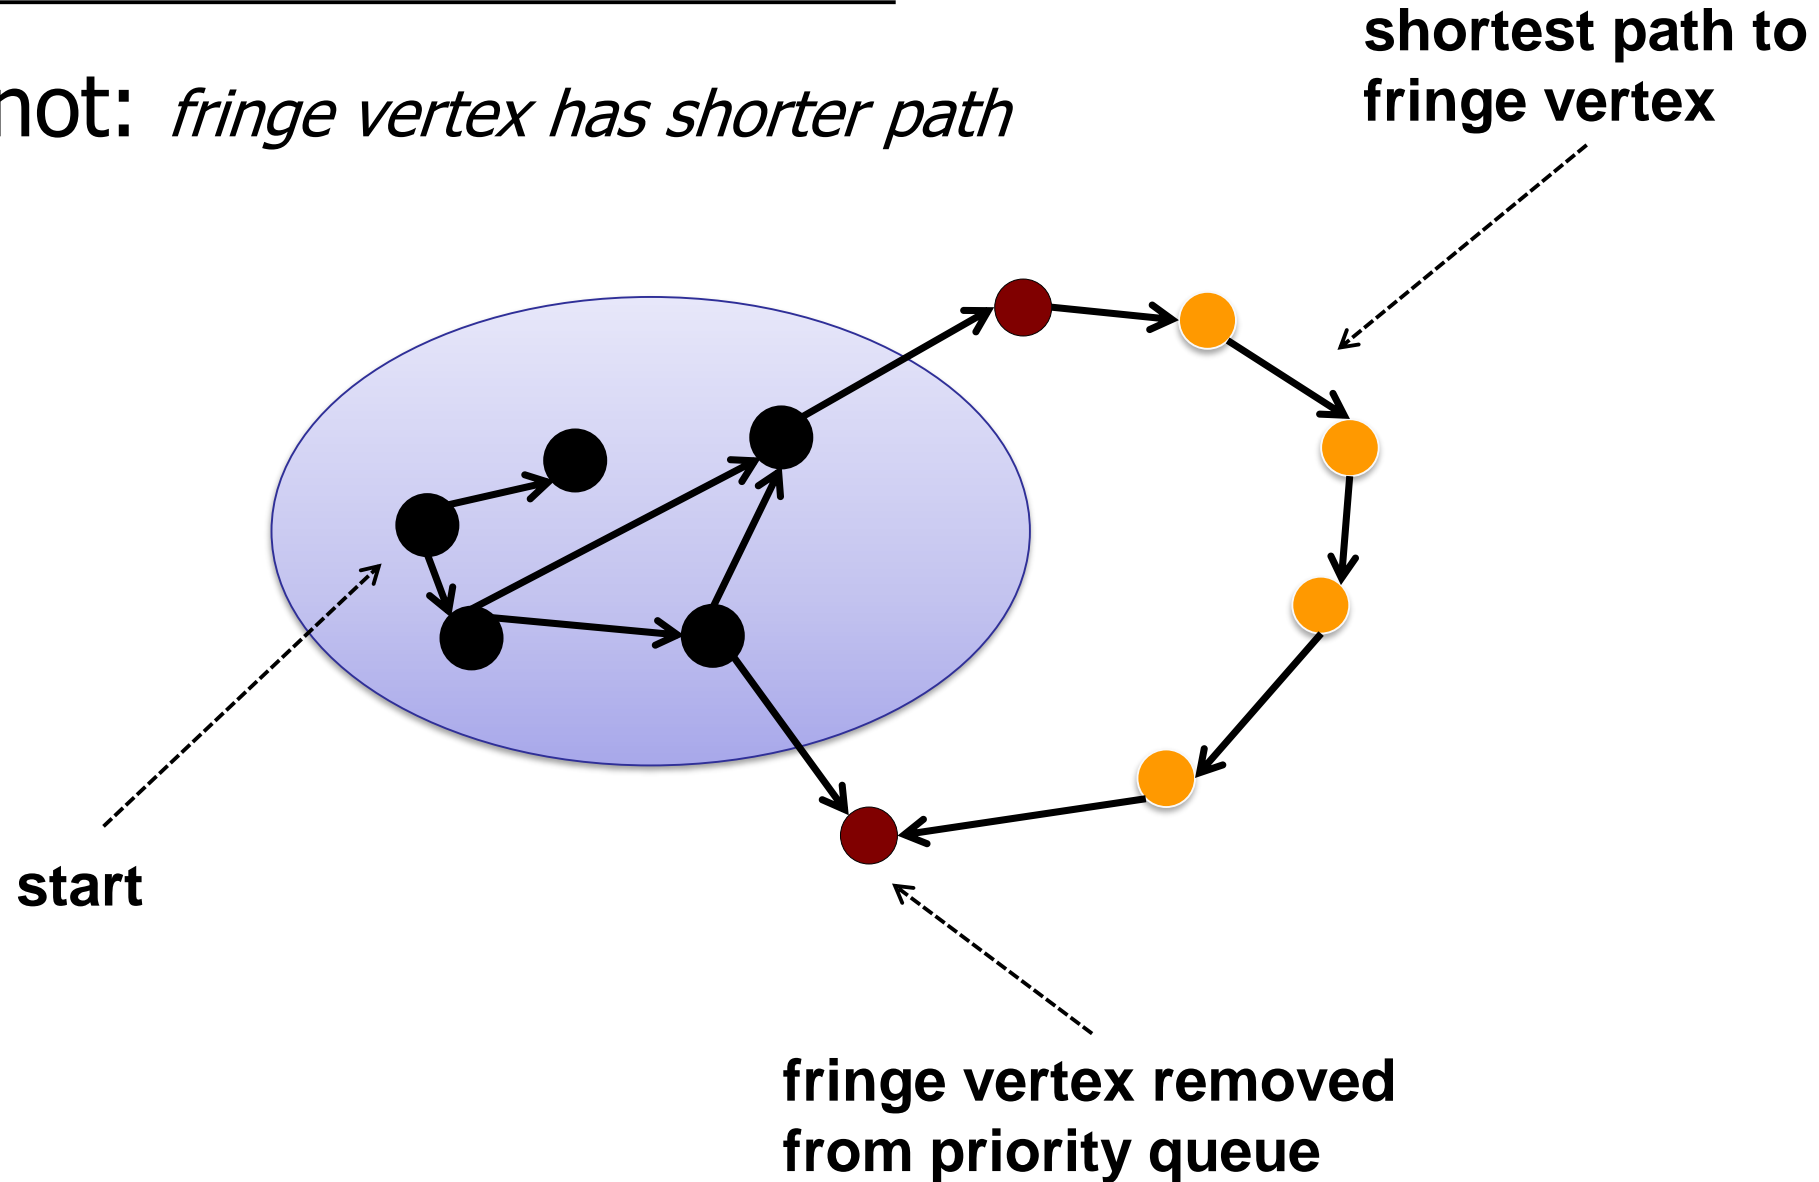 shortest path to
fringe vertex
not: fringe vertex has shorter path
start
fringe vertex removed
from priority queue